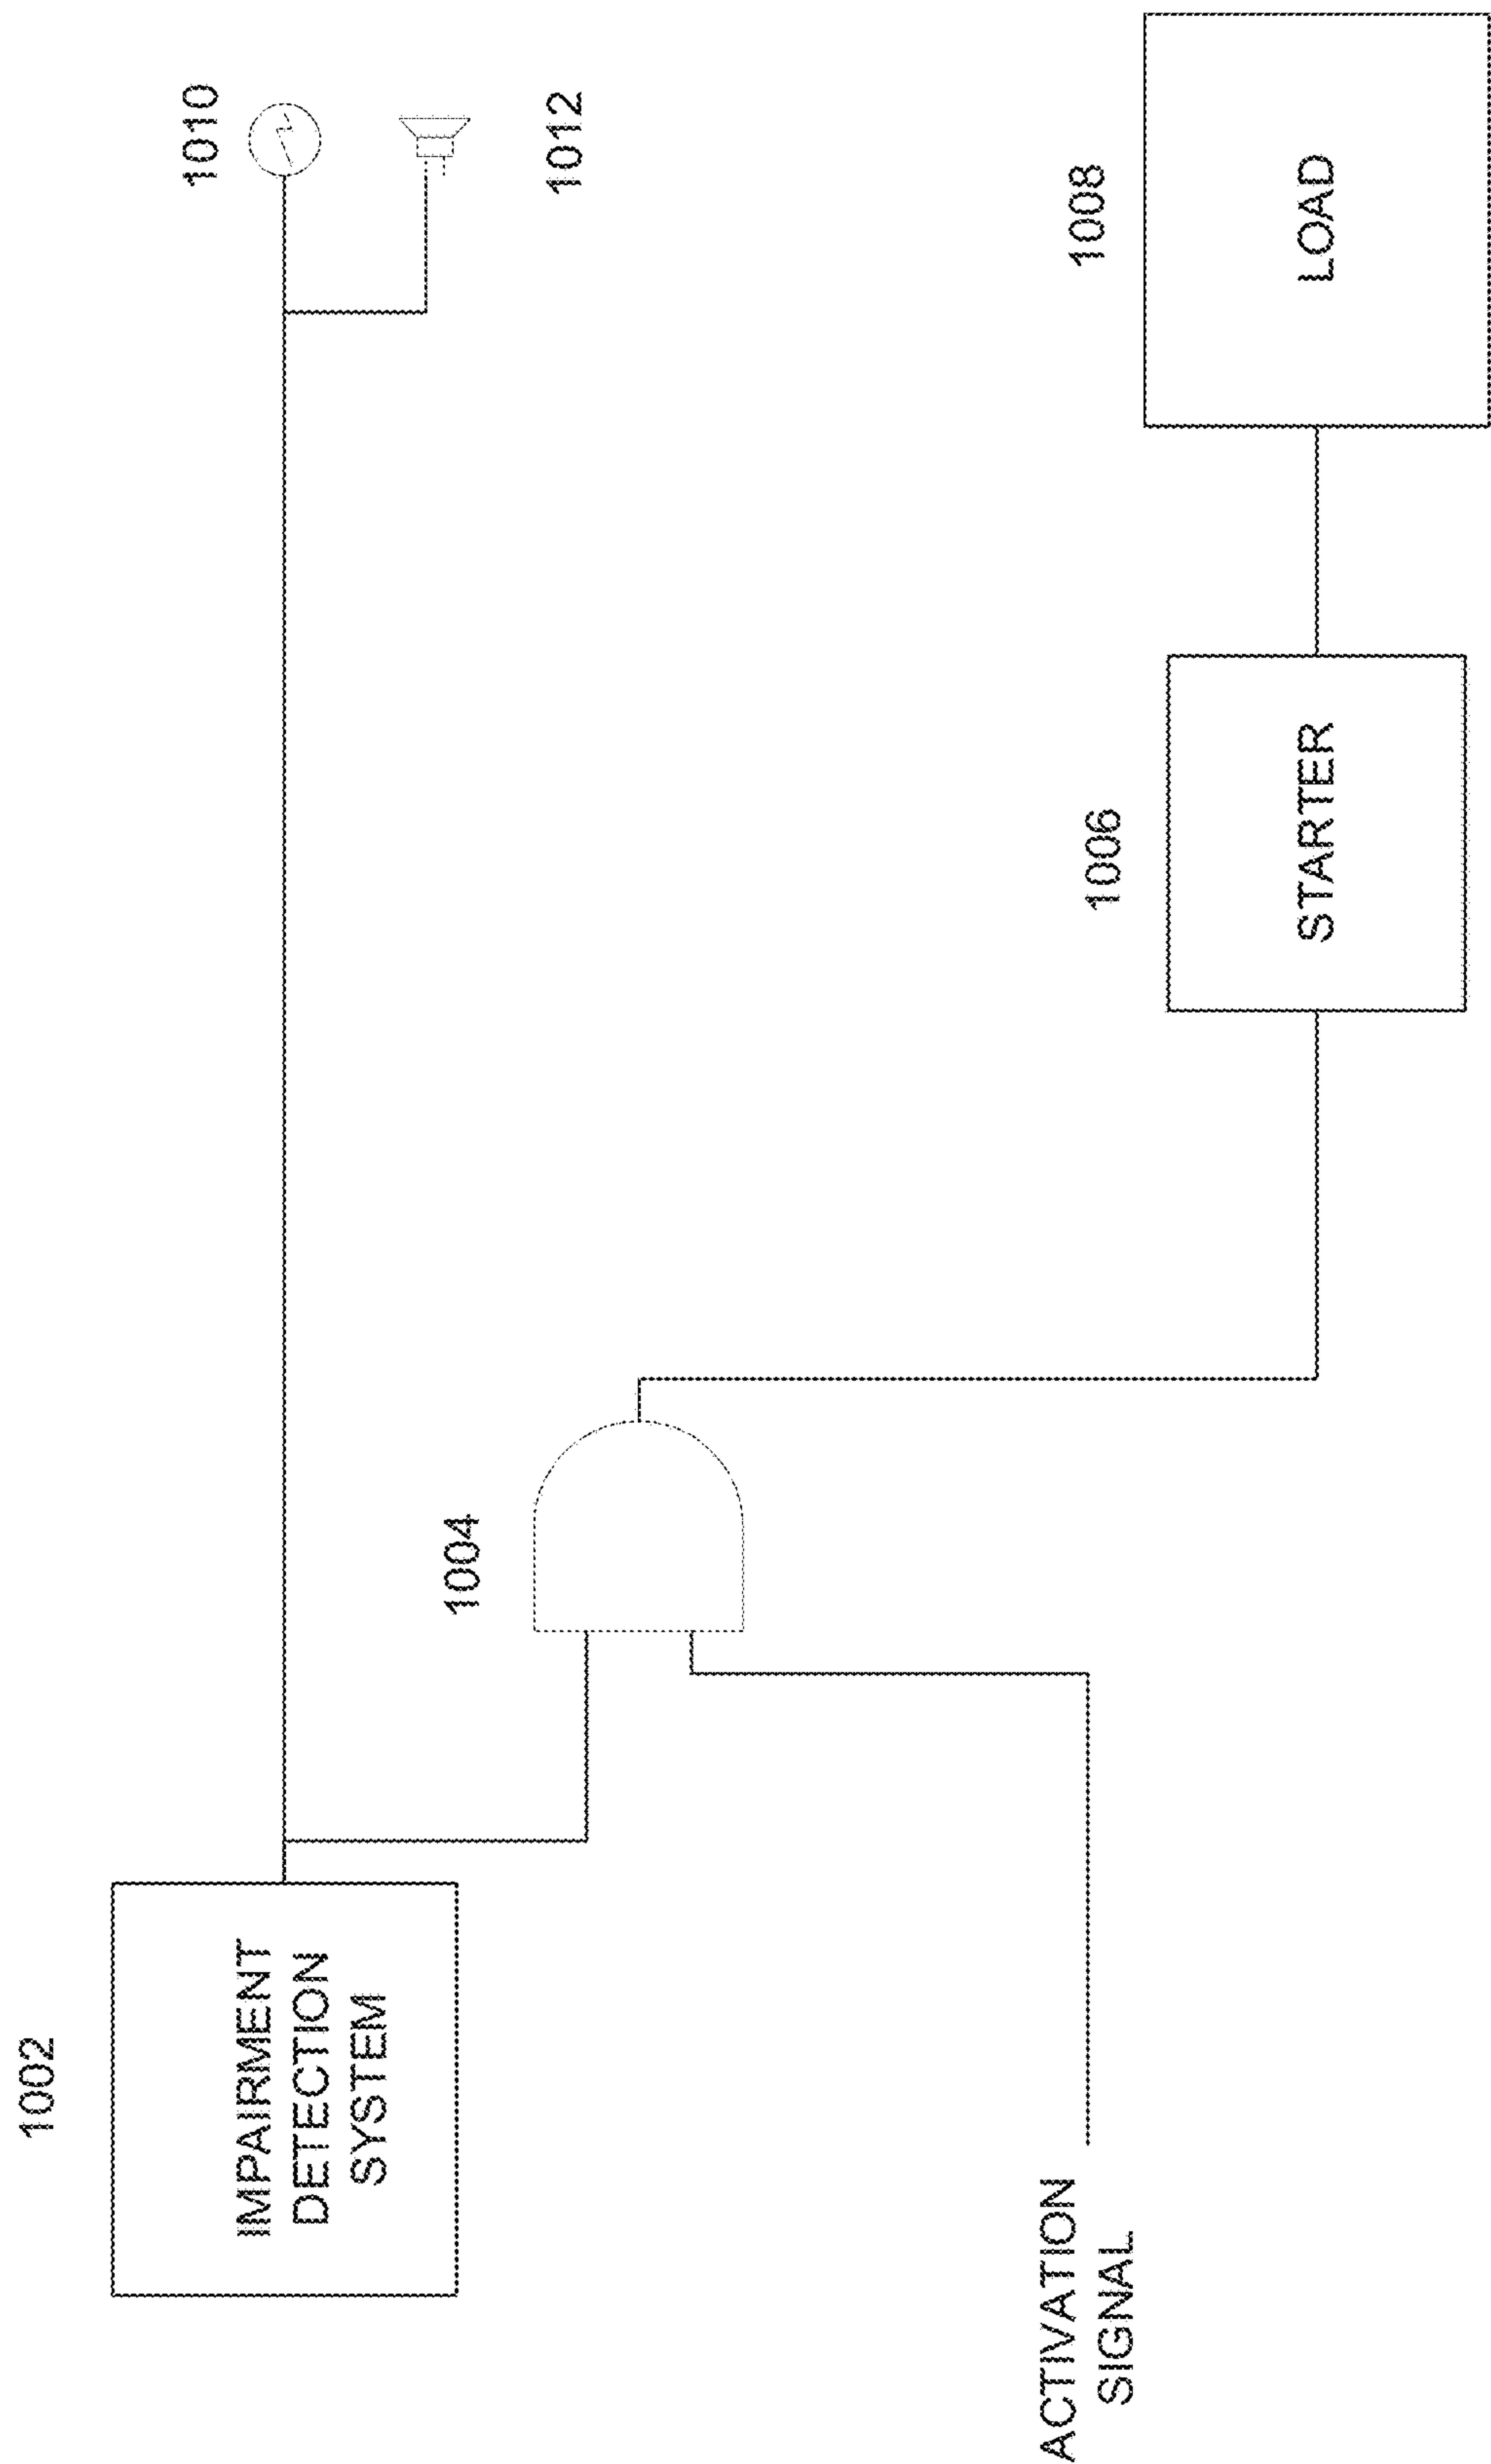 1002
IMPAIRMENT
DETECTION
SYSTEM
1010
1012
1004
ACTIVATION
SIGNAL
1006
STARTER
1008
LOAD